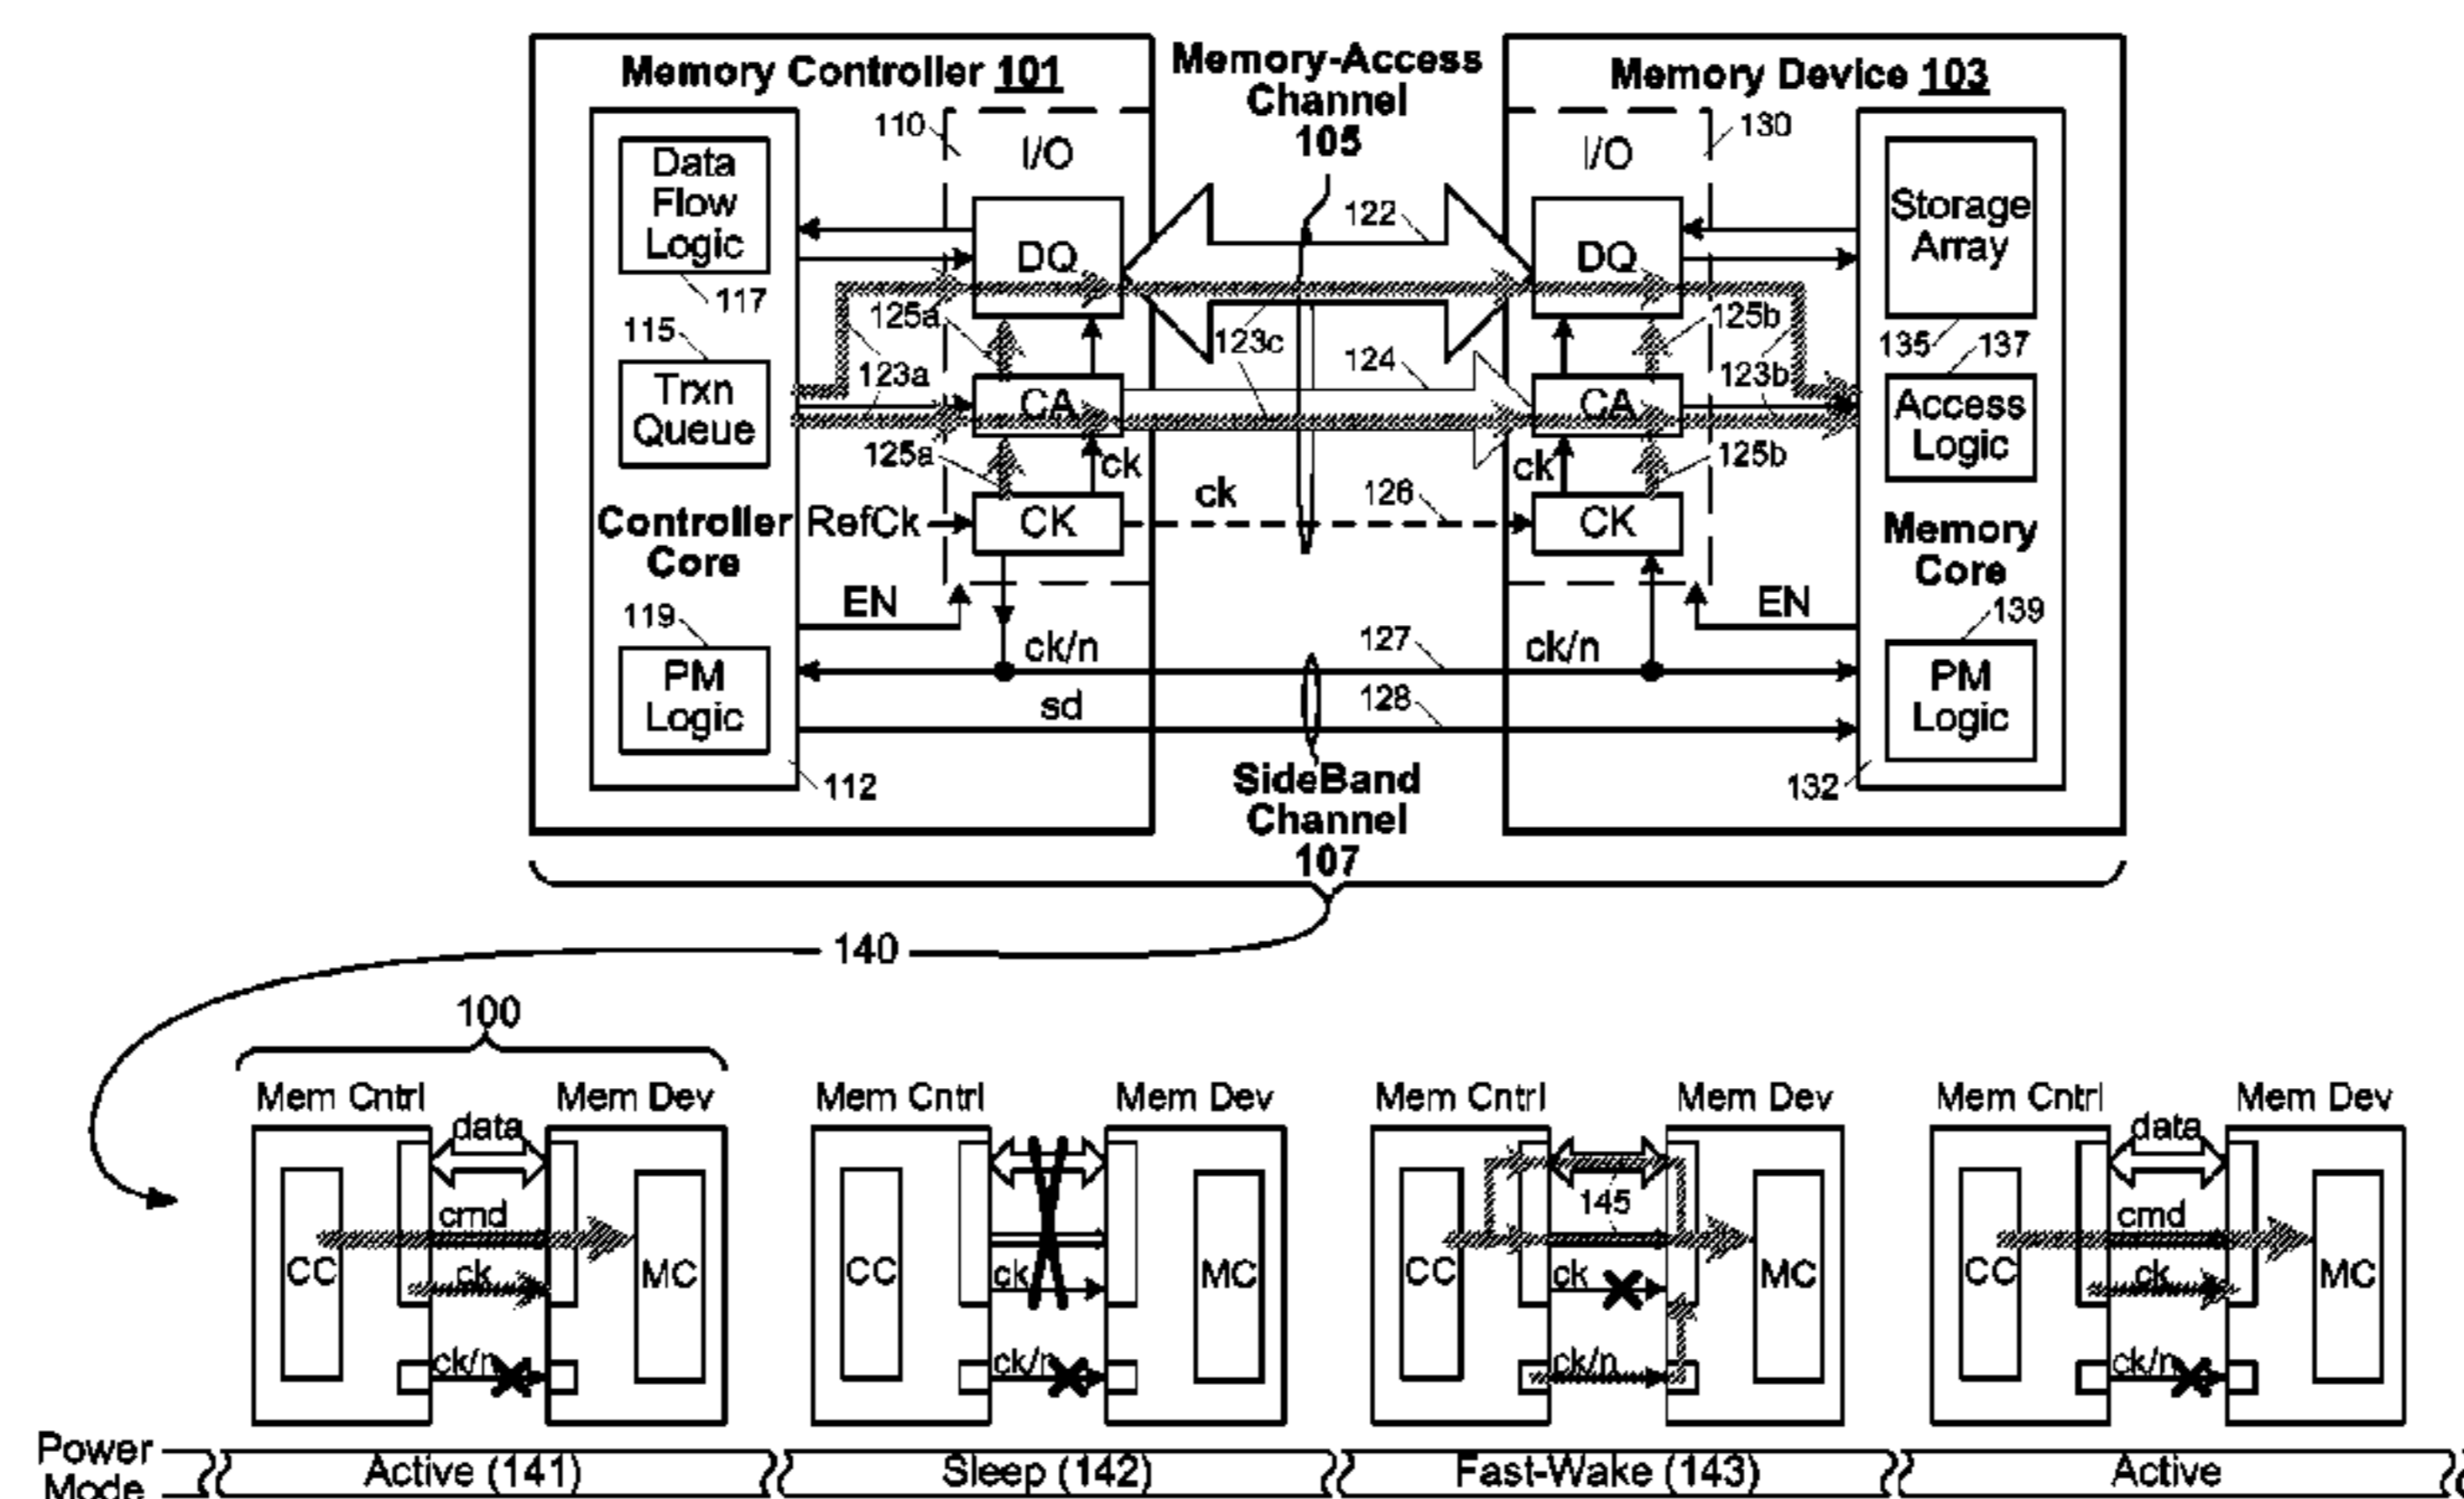 Memory Controller 101
Memory-Access
Channel
105
Memory Device 103
110
I/O
I/O
130
Data
Flow
Logic
117
DQ
122
DQ
Storage
Array
135
125a
123c
125b
115
Trxn
Queue
123a
CA
124
CA
123b
137
Access
Logic
125a
ck
ck
125b
Controller
Core
RefCk
CK
ck
126
CK
Memory
Core
EN
EN
119
PM
Logic
ck/n
127
ck/n
139
PM
Logic
sd
128
112
SideBand
Channel
107
132
140
100
Mem Cntrl
Mem Dev
Mem Cntrl
Mem Dev
Mem Cntrl
Mem Dev
Mem Cntrl
Mem Dev
data
data
cmd
145
cmd
CC
ck
MC
CC
ck
MC
CC
ck
MC
CC
ck
MC
ck/n
ck/n
ck/n
ck/n
Power
Mode
Active (141)
Sleep (142)
Fast-Wake (143)
Active